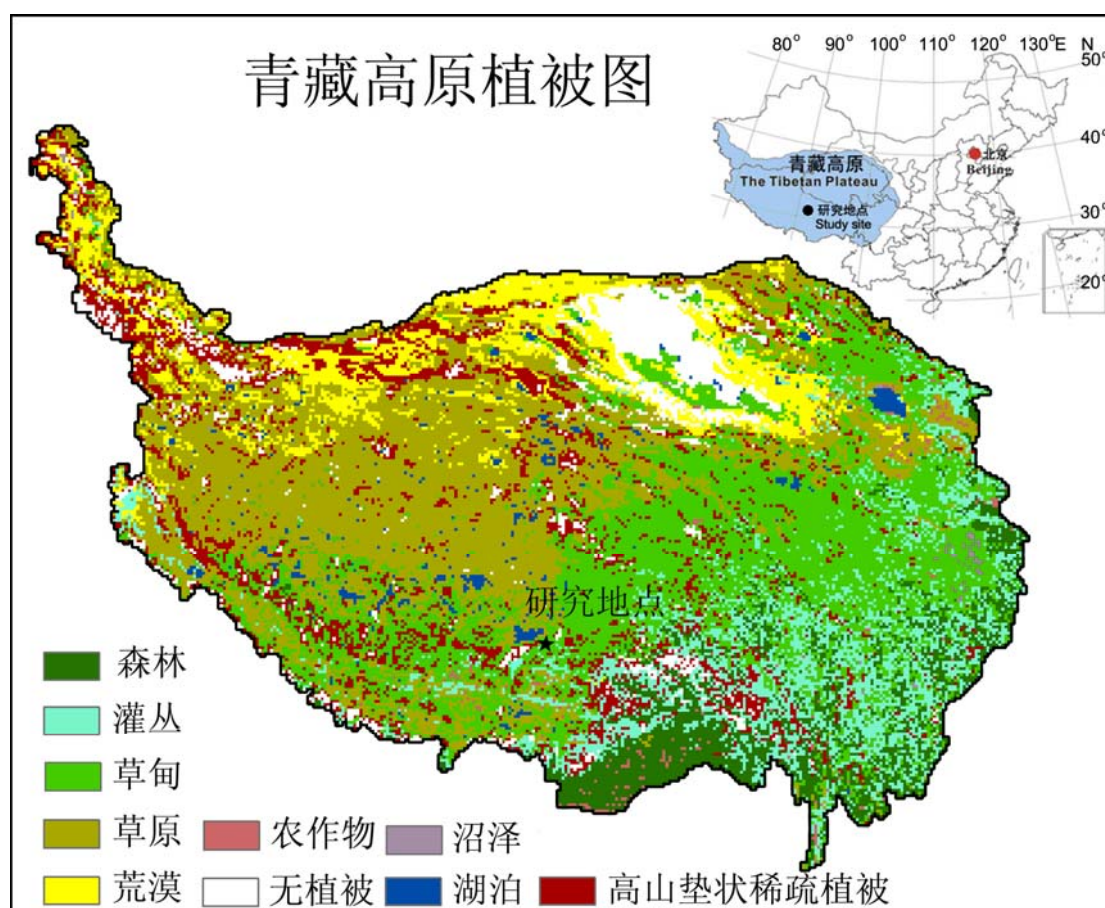 青藏高原植被图
80° 90° 100° 110° 120° 130°E N
50°
40°
30°
20°
青藏高原
The Tibetan Plateau
研究地点
Study site
北京
Beijing
研究地点
森林
灌丛
草甸
草原 农作物 沼泽
荒漠 无植被 湖泊 高山垫状稀疏植被